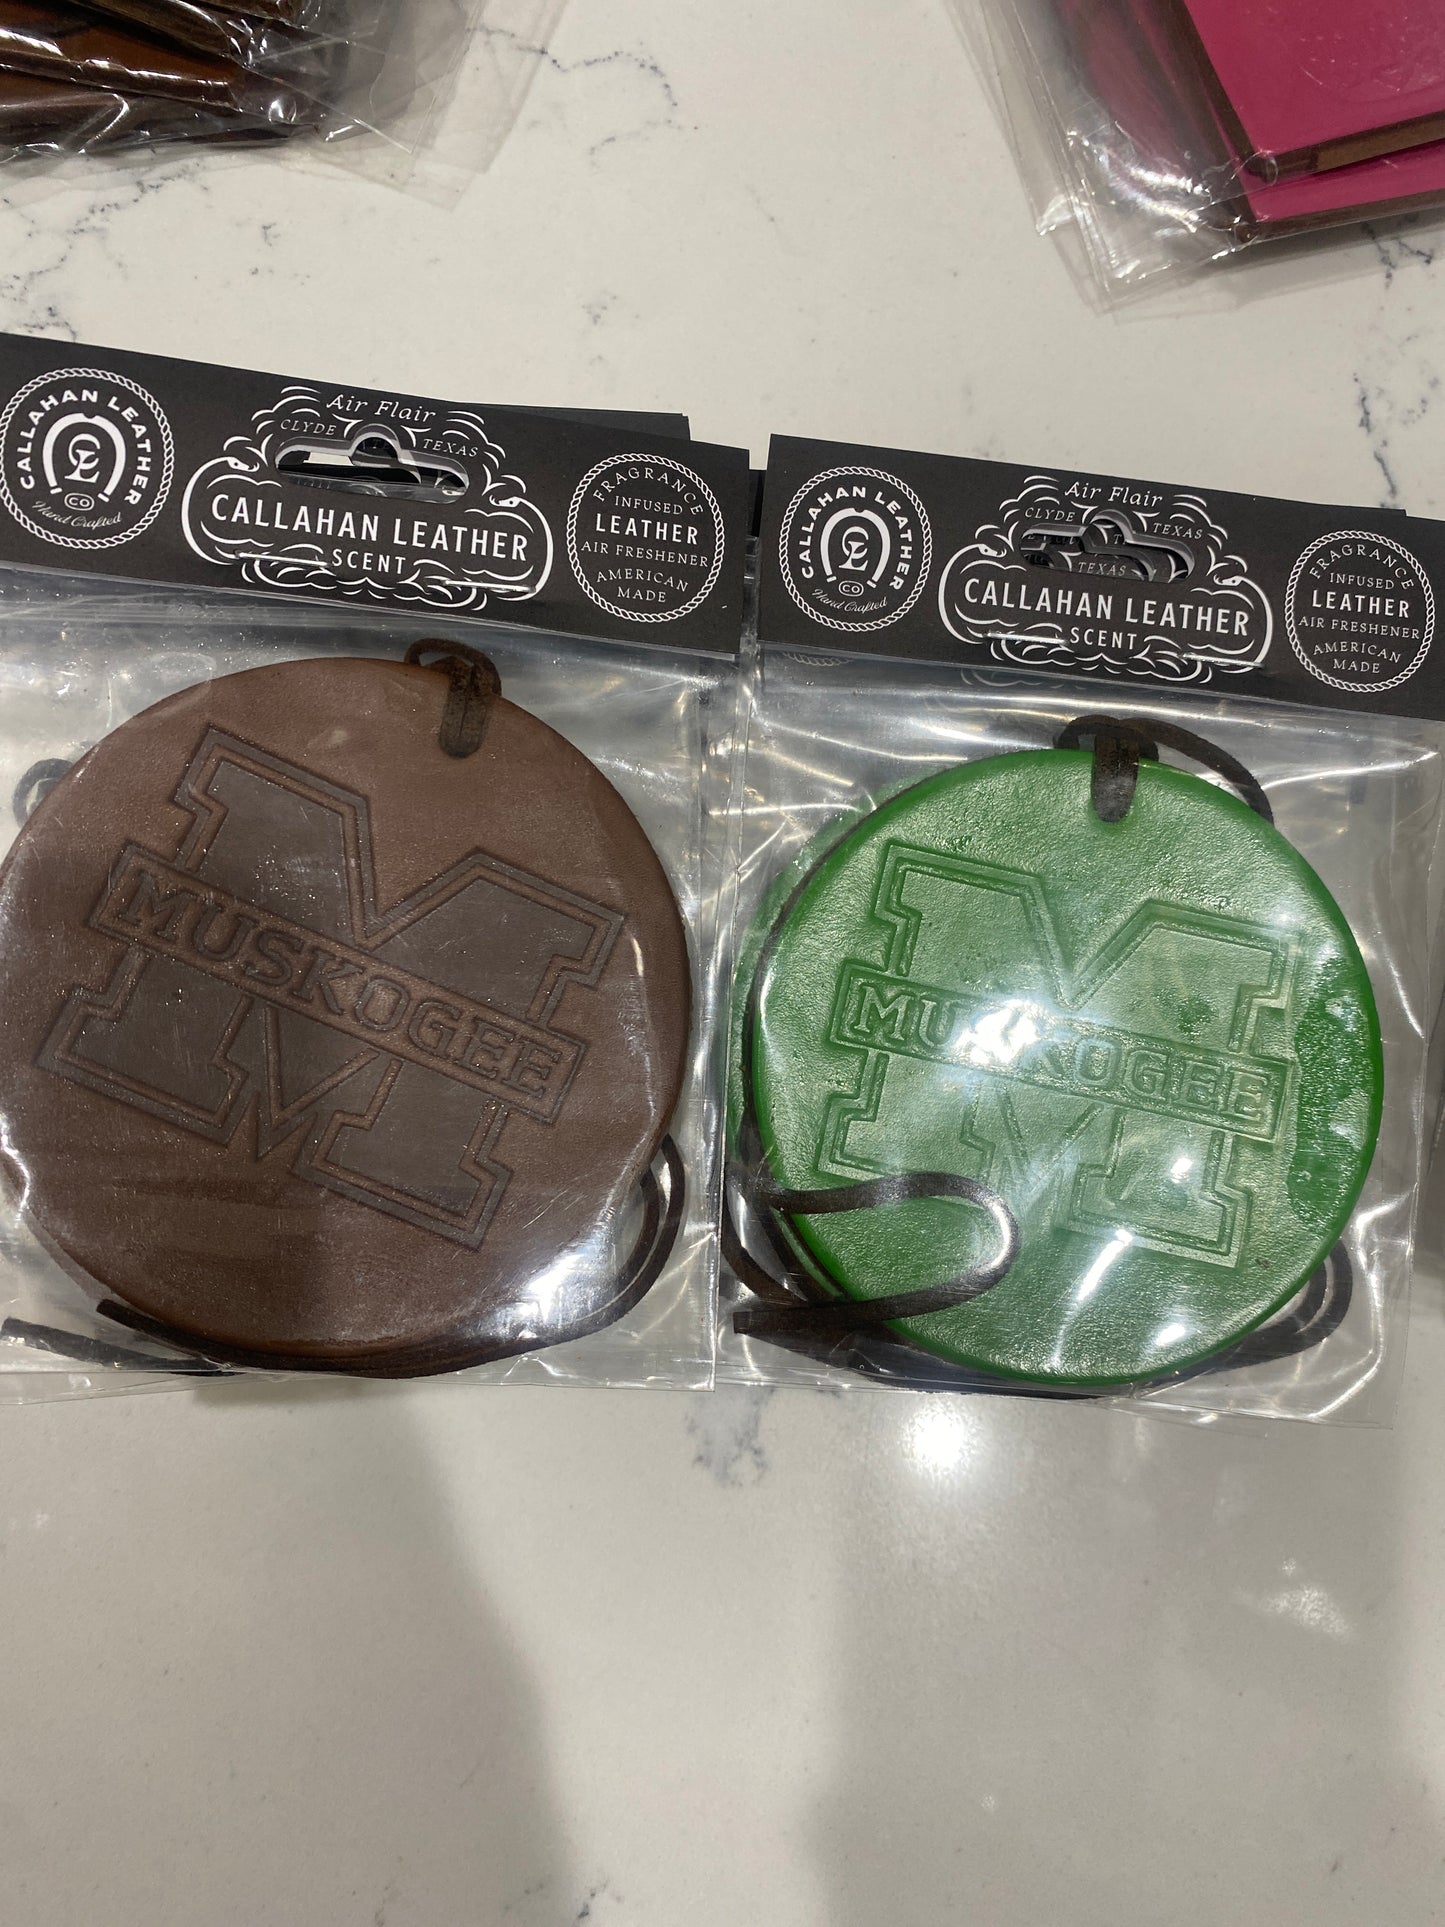 CALLAHAN LEATHER
CL
CO
Hand Crafted
Air Flair
CLYDE TEXAS
CALLAHAN LEATHER
SCENT
FRAGRANCE
INFUSED
LEATHER
AIR FRESHENER
AMERICAN
MADE
MUSKOGEE
CALLAHAN LEATHER
CL
CO
Hand Crafted
Air Flair
CLYDE TEXAS
TEXAS
CALLAHAN LEATHER
SCENT
FRAGRANCE
INFUSED
LEATHER
AIR FRESHENER
AMERICAN
MADE
MUSKOGEE